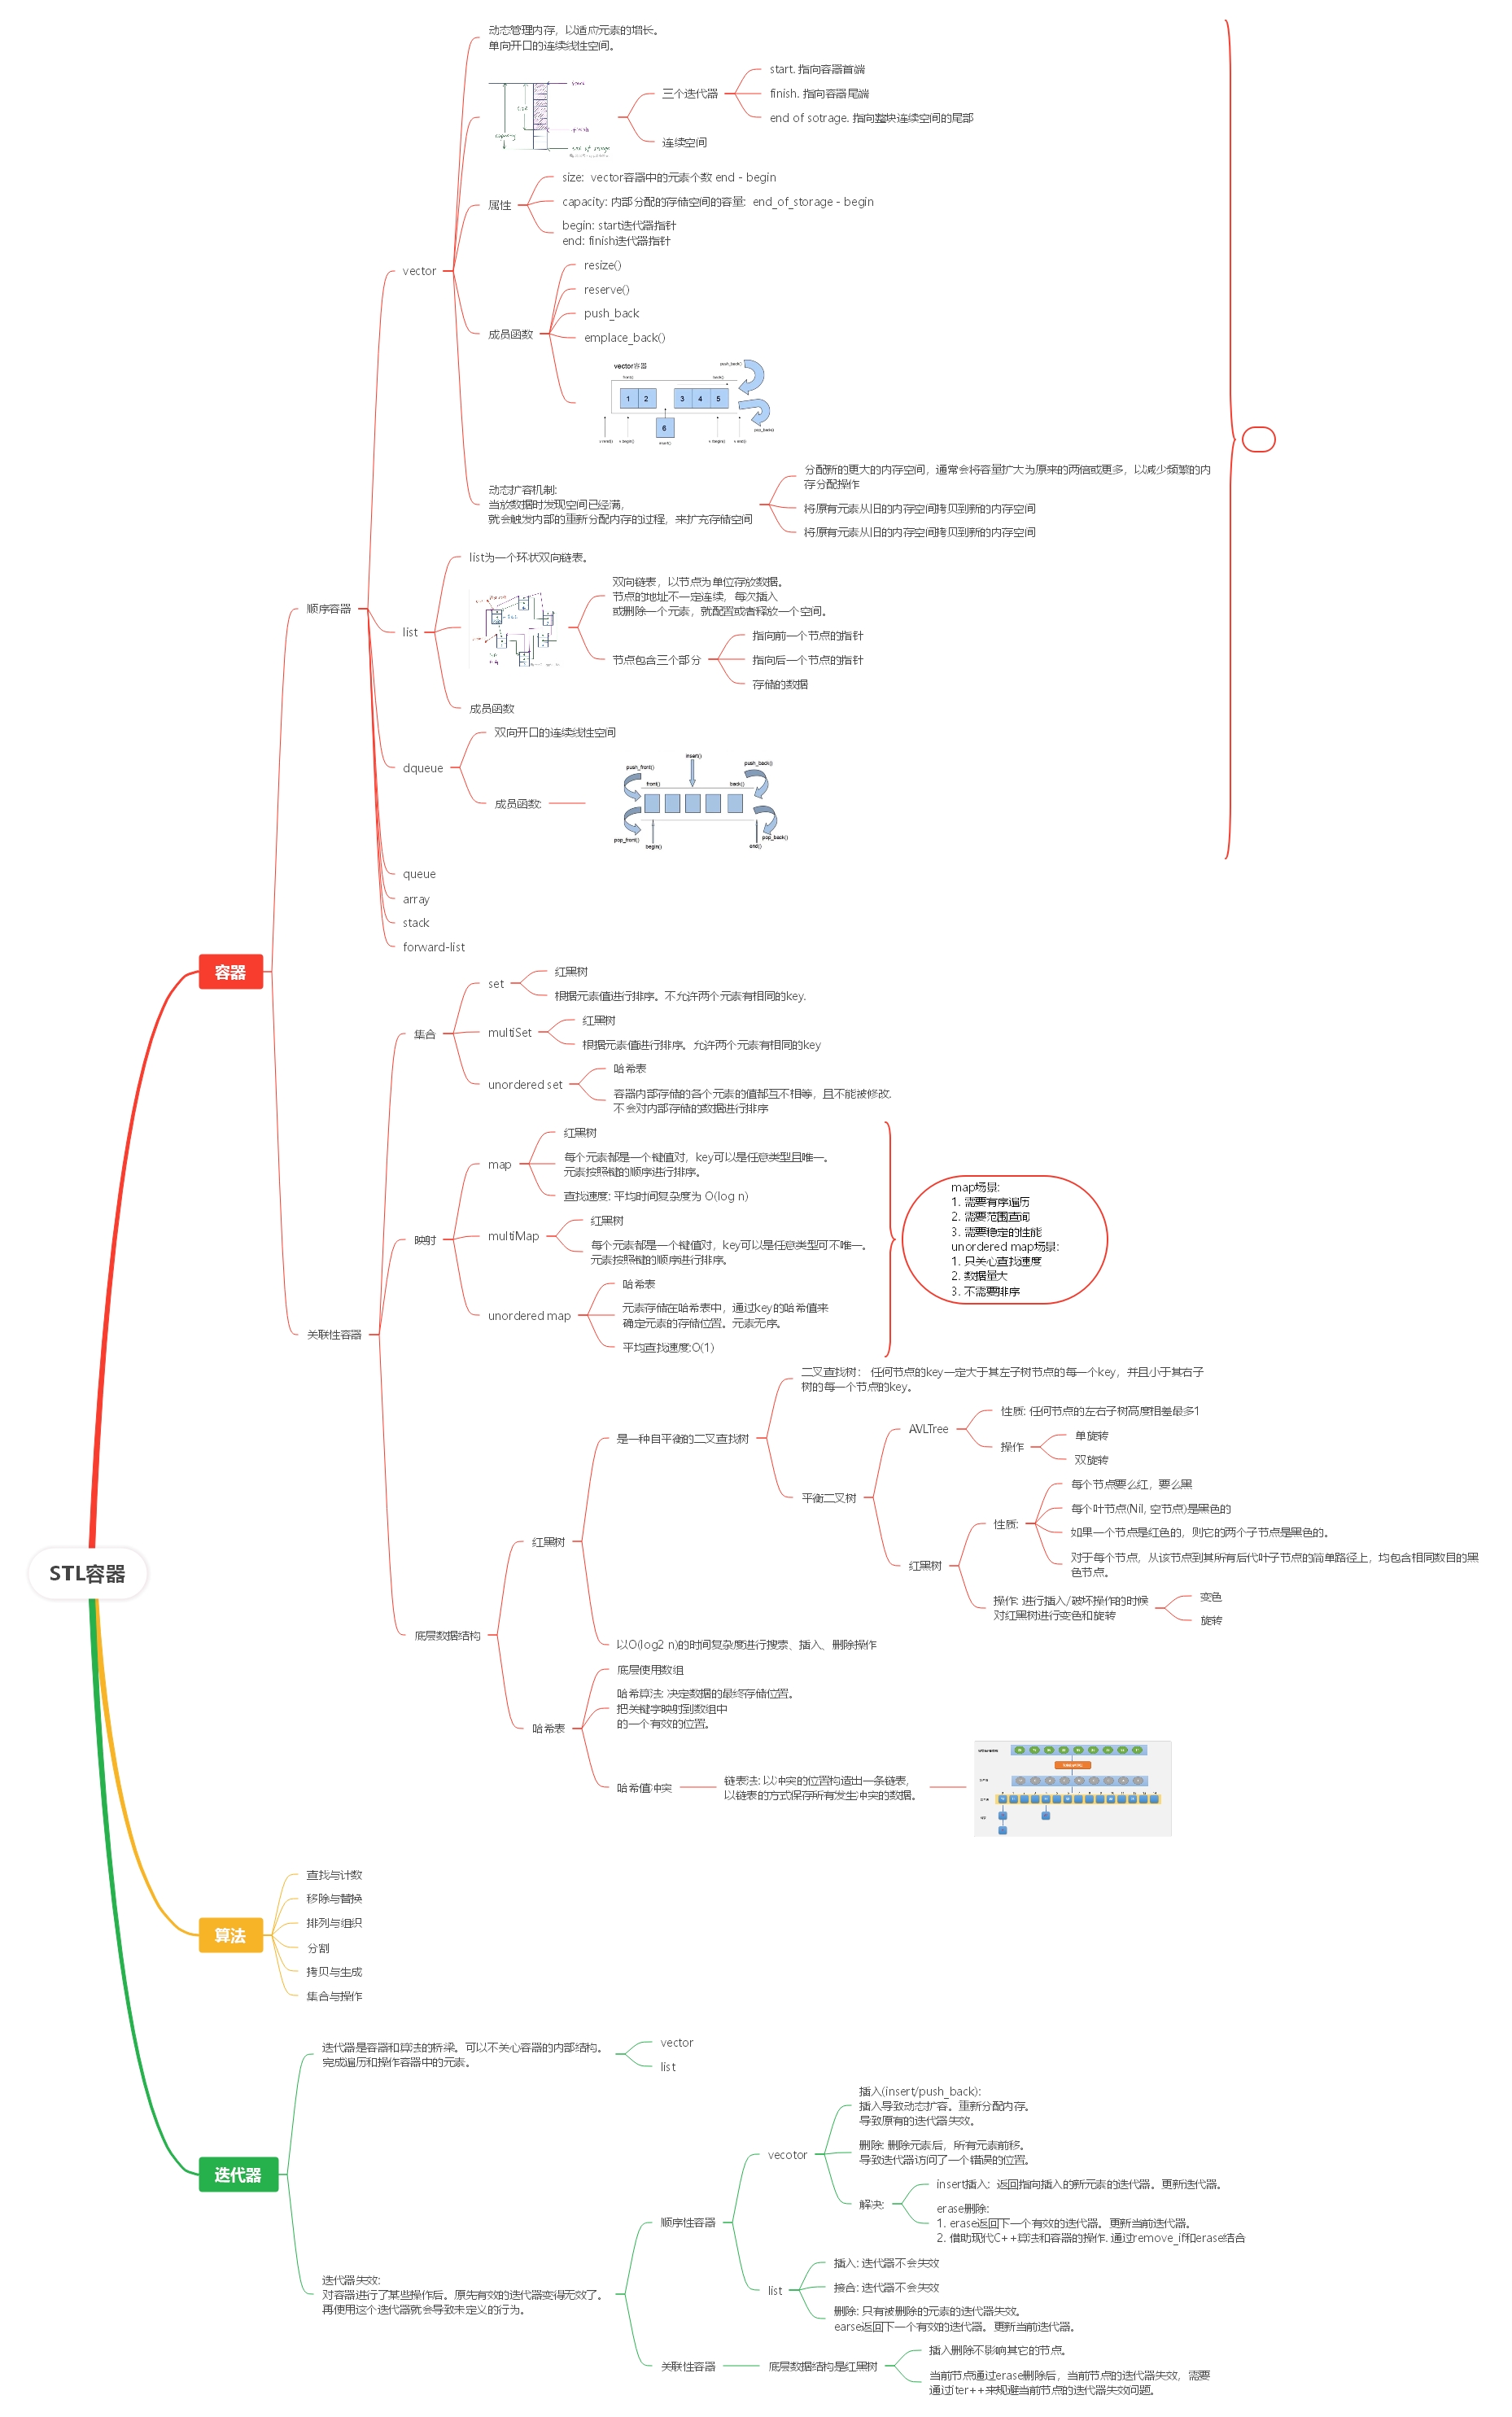 动态管理内存，以适应元素的增长。
单向开口的连续线性空间。
三个迭代器
start. 指向容器首端
finish. 指向容器尾端
end of sotrage. 指向整块连续空间的尾部
连续空间
属性
size:  vector容器中的元素个数 end - begin
capacity: 内部分配的存储空间的容量:  end_of_storage - begin
begin: start迭代器指针
end: finish迭代器指针
vector
成员函数
resize()
reserve()
push_back
emplace_back()
vector容器
push_back()
1 2 3 4 5
6
动态扩容机制:
当放数据时发现空间已经满，
就会触发内部的重新分配内存的过程，来扩充存储空间
分配新的更大的内存空间，通常会将容量扩大为原来的两倍或更多，以减少频繁的内
存分配操作
将原有元素从旧的内存空间拷贝到新的内存空间
将原有元素从旧的内存空间拷贝到新的内存空间
顺序容器
list
list为一个环状双向链表。
双向链表，以节点为单位存放数据。
节点的地址不一定连续，每次插入
或删除一个元素，就配置或者释放一个空间。
节点包含三个部分
指向前一个节点的指针
指向后一个节点的指针
存储的数据
成员函数
dqueue
双向开口的连续线性空间
成员函数:
insert()
push_front()
push_back()
front()
back()
pop_front()
pop_back()
begin()
end()
queue
array
stack
forward-list
容器
集合
set
红黑树
根据元素值进行排序。不允许两个元素有相同的key.
multiSet
红黑树
根据元素值进行排序。允许两个元素有相同的key
unordered set
哈希表
容器内部存储的各个元素的值都互不相等，且不能被修改.
不会对内部存储的数据进行排序
映射
map
红黑树
每个元素都是一个键值对，key可以是任意类型且唯一。
元素按照键的顺序进行排序。
查找速度: 平均时间复杂度为 O(log n)
multiMap
红黑树
每个元素都是一个键值对，key可以是任意类型可不唯一。
元素按照键的顺序进行排序。
unordered map
哈希表
元素存储在哈希表中，通过key的哈希值来
确定元素的存储位置。元素无序。
平均查找速度:O(1)
map场景:
1. 需要有序遍历
2. 需要范围查询
3. 需要稳定的性能
unordered map场景:
1. 只关心查找速度
2. 数据量大
3. 不需要排序
关联性容器
底层数据结构
红黑树
是一种自平衡的二叉查找树
二叉查找树： 任何节点的key一定大于其左子树节点的每一个key，并且小于其右子
树的每一个节点的key。
平衡二叉树
AVLTree
性质: 任何节点的左右子树高度相差最多1
操作
单旋转
双旋转
红黑树
性质:
每个节点要么红，要么黑
每个叶节点(Nil, 空节点)是黑色的
如果一个节点是红色的，则它的两个子节点是黑色的。
对于每个节点，从该节点到其所有后代叶子节点的简单路径上，均包含相同数目的黑
色节点。
操作: 进行插入/破坏操作的时候
对红黑树进行变色和旋转
变色
旋转
以O(log2 n)的时间复杂度进行搜索、插入、删除操作
哈希表
底层使用数组
哈希算法: 决定数据的最终存储位置。
把关键字映射到数组中
的一个有效的位置。
哈希值冲突
链表法: 以冲突的位置构造出一条链表，
以链表的方式保存所有发生冲突的数据。
STL容器
算法
查找与计数
移除与替换
排列与组织
分割
拷贝与生成
集合与操作
迭代器
迭代器是容器和算法的桥梁。可以不关心容器的内部结构。
完成遍历和操作容器中的元素。
vector
list
迭代器失效:
对容器进行了某些操作后。原先有效的迭代器变得无效了。
再使用这个迭代器就会导致未定义的行为。
顺序性容器
vecotor
插入(insert/push_back):
插入导致动态扩容。重新分配内存。
导致原有的迭代器失效。
删除: 删除元素后，所有元素前移。
导致迭代器访问了一个错误的位置。
解决:
insert插入:  返回指向插入的新元素的迭代器。更新迭代器。
erase删除:
1. erase返回下一个有效的迭代器。更新当前迭代器。
2. 借助现代C++算法和容器的操作. 通过remove_if和erase结合
list
插入: 迭代器不会失效
接合: 迭代器不会失效
删除: 只有被删除的元素的迭代器失效。
earse返回下一个有效的迭代器。更新当前迭代器。
关联性容器
底层数据结构是红黑树
插入删除不影响其它的节点。
当前节点通过erase删除后，当前节点的迭代器失效，需要
通过iter++来规避当前节点的迭代器失效问题。